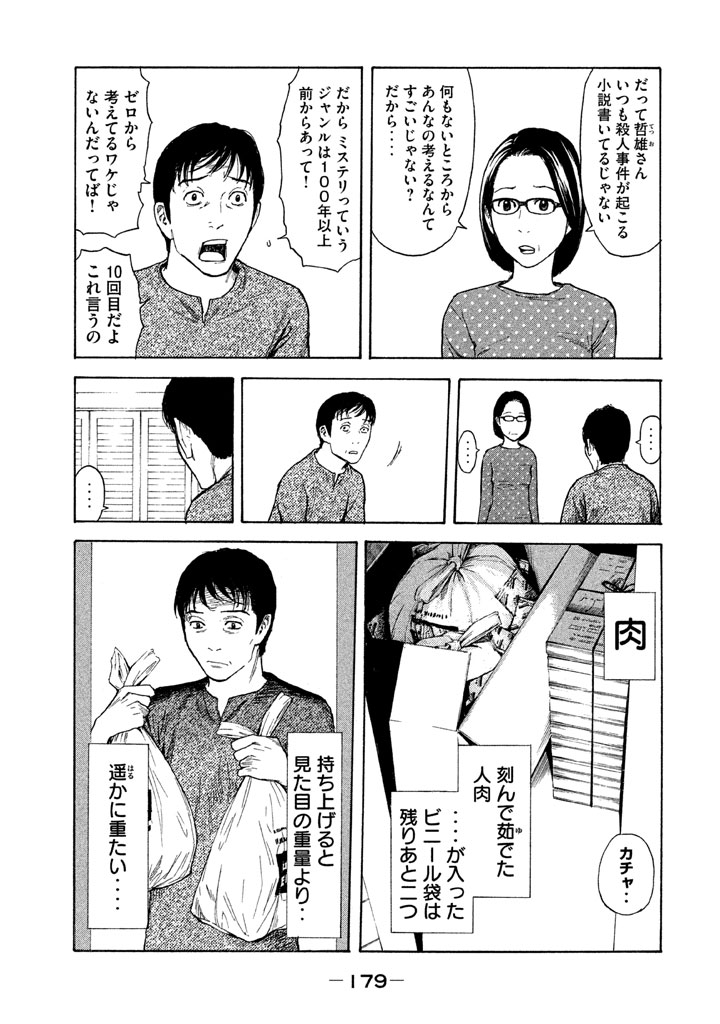 だって哲雄さん
てつお
いつも殺人事件が起こる
小説書いてるじゃない
何もないところから
あんなの考えるなんて
すごいじゃない？
だから‥‥
だから ミステリっていう
ジャンルは１００年以上
前からあって！
ゼロから
考えてるワケじゃ
ないんだってば！
10回目だよ
これ言うの
‥‥
‥‥
‥‥
肉
刻んで茹でた
ゆ
人肉
‥‥が入った
ビニール袋は
残りあと二つ
カチャ‥
持ち上げると
見た目の重量より‥
遥かに重たい‥‥
はる
—179—